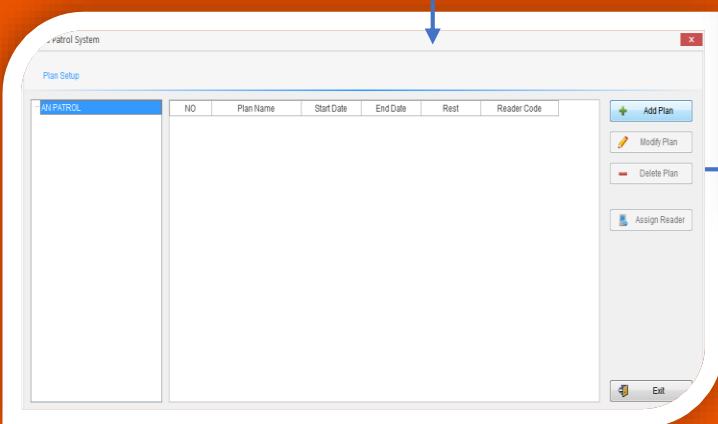 Patrol System
Plan Setup
AN PATROL
NO Plan Name Start Date End Date Rest Reader Code
Add Plan
Modify Plan
Delete Plan
Assign Reader
Exit